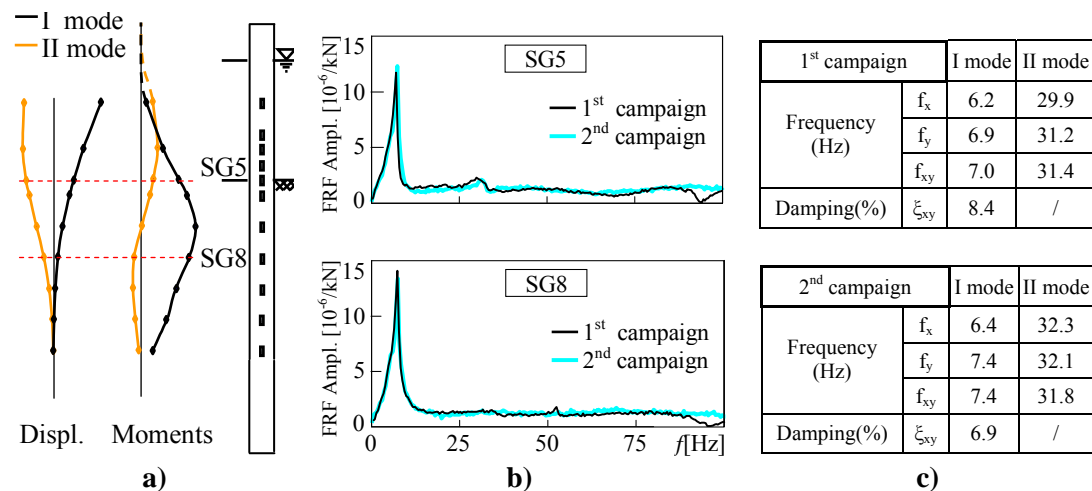 I mode
II mode
SG5
SG8
Displ. Moments
a)
FRF Ampl. [10⁻⁶/kN]
15
10
5
0
SG5
1st campaign
2nd campaign
FRF Ampl. [10⁻⁶/kN]
15
10
5
0
SG8
1st campaign
2nd campaign
0 25 50 75 f[Hz]
b)
1st campaign I mode II mode
Frequency (Hz) fx 6.2 29.9
fy 6.9 31.2
fxy 7.0 31.4
Damping(%) ξxy 8.4 /
2nd campaign I mode II mode
Frequency (Hz) fx 6.4 32.3
fy 7.4 32.1
fxy 7.4 31.8
Damping(%) ξxy 6.9 /
c)